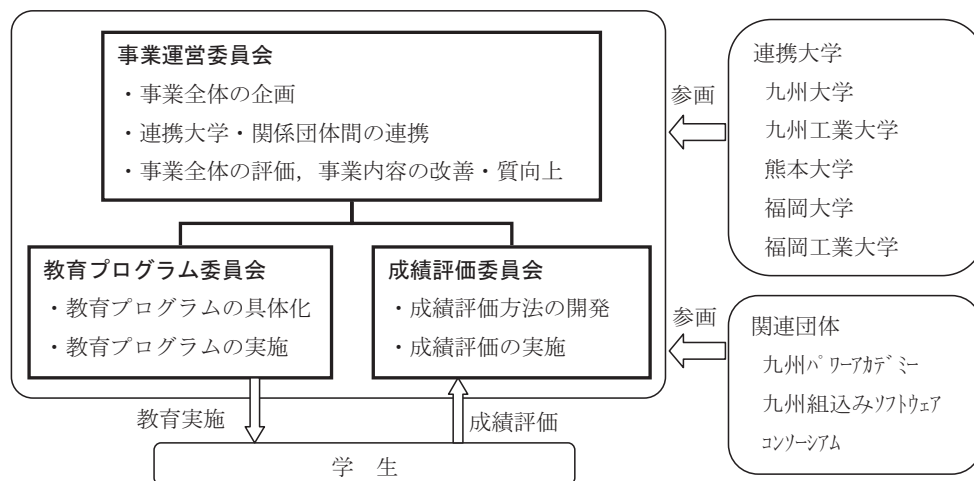 事業運営委員会
・事業全体の企画
・連携大学・関係団体間の連携
・事業全体の評価，事業内容の改善・質向上
教育プログラム委員会
・教育プログラムの具体化
・教育プログラムの実施
成績評価委員会
・成績評価方法の開発
・成績評価の実施
教育実施
成績評価
学　生
参画
連携大学
九州大学
九州工業大学
熊本大学
福岡大学
福岡工業大学
参画
関連団体
九州ﾊﾟﾜｰｱｶﾃﾞﾐｰ
九州組込みｿﾌﾄｳｪｱ
ｺﾝｿｰｼｱﾑ